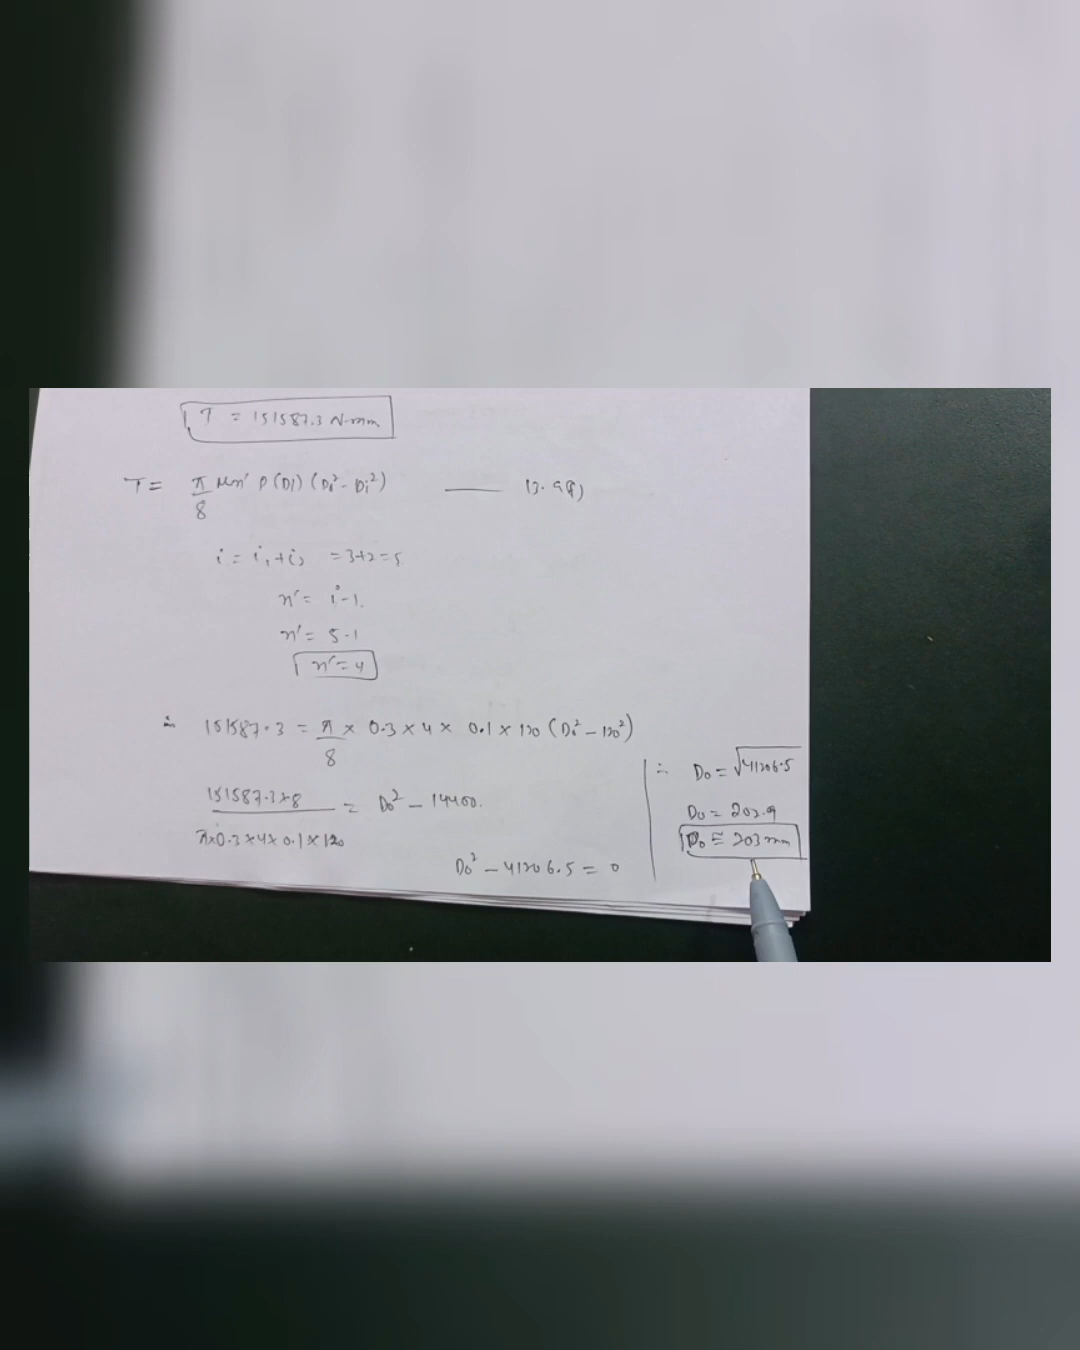 T = 151587.3 N-mm
T = π/8 μn' P (Di) (Do² - Di²) —— 13.9(f)
i = i₁ + i₂ = 3+2 = 5
n' = i-1.
n' = 5-1
n' = 4
∴ 151587.3 = π/8 × 0.3 × 4 × 0.1 × 120 (Do² - 120²)
151587.3×8 / π×0.3×4×0.1×120 = Do² - 14400.
Do² - 41206.5 = 0
∴ Do = √41206.5
Do = 202.9
Do ≅ 203 mm